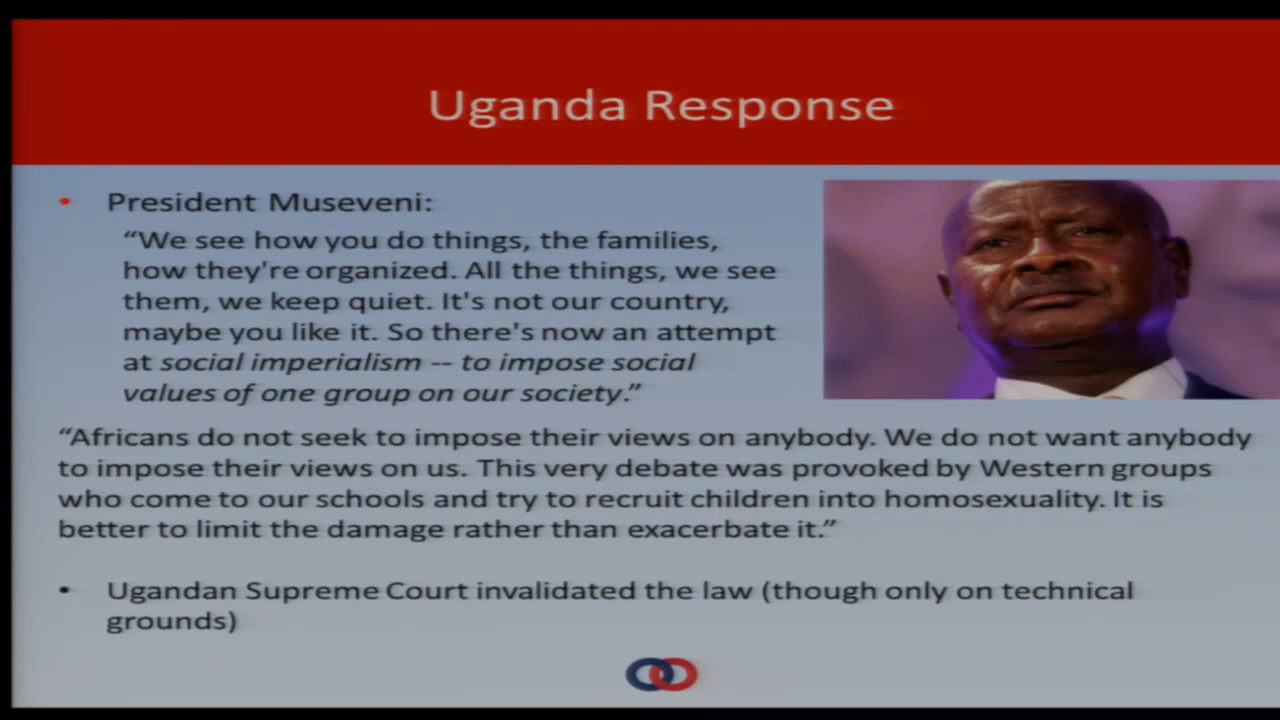 Uganda Response
• President Museveni:
“We see how you do things, the families,
how they're organized. All the things, we see
them, we keep quiet. It's not our country,
maybe you like it. So there's now an attempt
at social imperialism -- to impose social
values of one group on our society.”
“Africans do not seek to impose their views on anybody. We do not want anybody
to impose their views on us. This very debate was provoked by Western groups
who come to our schools and try to recruit children into homosexuality. It is
better to limit the damage rather than exacerbate it.”
• Ugandan Supreme Court invalidated the law (though only on technical
grounds)